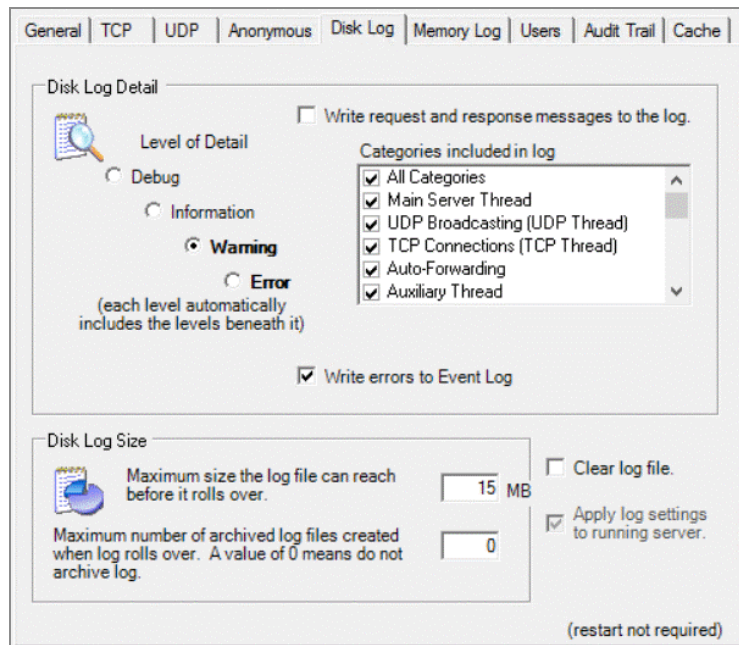 General TCP UDP Anonymous Disk Log Memory Log Users Audit Trail Cache
Disk Log Detail
Write request and response messages to the log.
Level of Detail
Categories included in log
Debug
Information
Warning
Error
(each level automatically
includes the levels beneath it)
All Categories
Main Server Thread
UDP Broadcasting (UDP Thread)
TCP Connections (TCP Thread)
Auto-Forwarding
Auxiliary Thread
Write errors to Event Log
Disk Log Size
Maximum size the log file can reach
before it rolls over.
15 MB
Maximum number of archived log files created
when log rolls over. A value of 0 means do not
archive log.
0
Clear log file.
Apply log settings
to running server.
(restart not required)